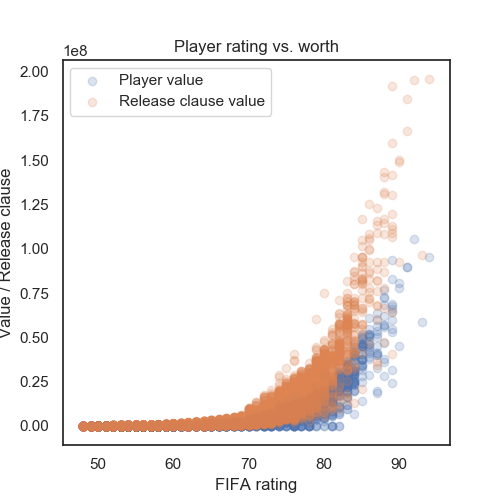 Player rating vs. worth
1e8
Player value
Release clause value
2.00
1.75
1.50
1.25
1.00
0.75
0.50
0.25
0.00
Value / Release clause
50 60 70 80 90
FIFA rating